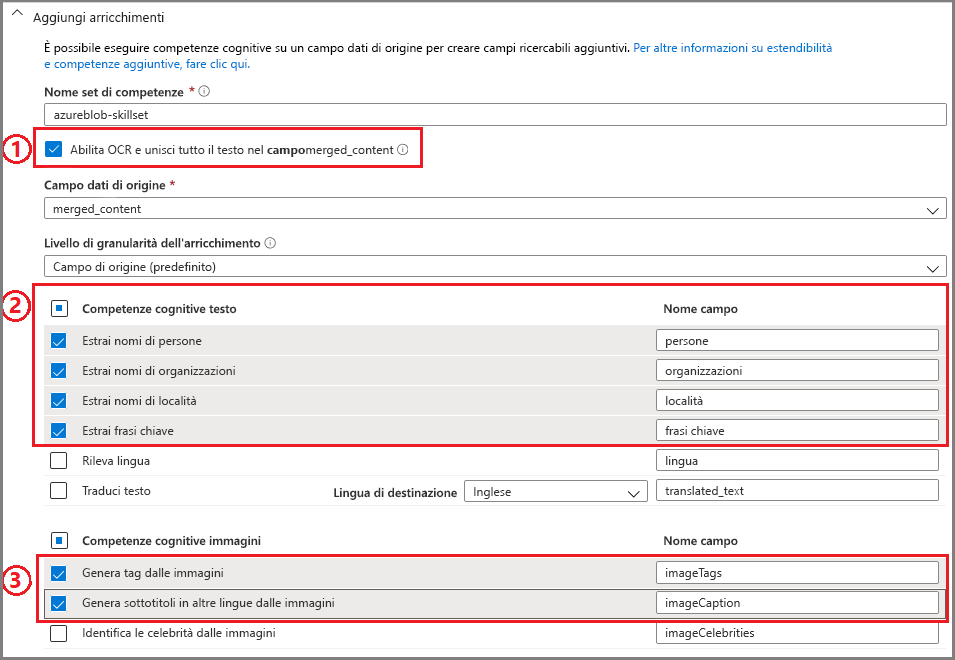 Aggiungi arricchimenti
È possibile eseguire competenze cognitive su un campo dati di origine per creare campi ricercabili aggiuntivi. Per altre informazioni su estendibilità
e competenze aggiuntive, fare clic qui.
Nome set di competenze *
azureblob-skillset
1 Abilita OCR e unisci tutto il testo nel campomerged_content
Campo dati di origine *
merged_content
Livello di granularità dell'arricchimento
Campo di origine (predefinito)
2 Competenze cognitive testo Nome campo
Estrai nomi di persone persone
Estrai nomi di organizzazioni organizzazioni
Estrai nomi di località località
Estrai frasi chiave frasi chiave
Rileva lingua lingua
Traduci testo Lingua di destinazione Inglese translated_text
Competenze cognitive immagini Nome campo
3 Genera tag dalle immagini imageTags
Genera sottotitoli in altre lingue dalle immagini imageCaption
Identifica le celebrità dalle immagini imageCelebrities